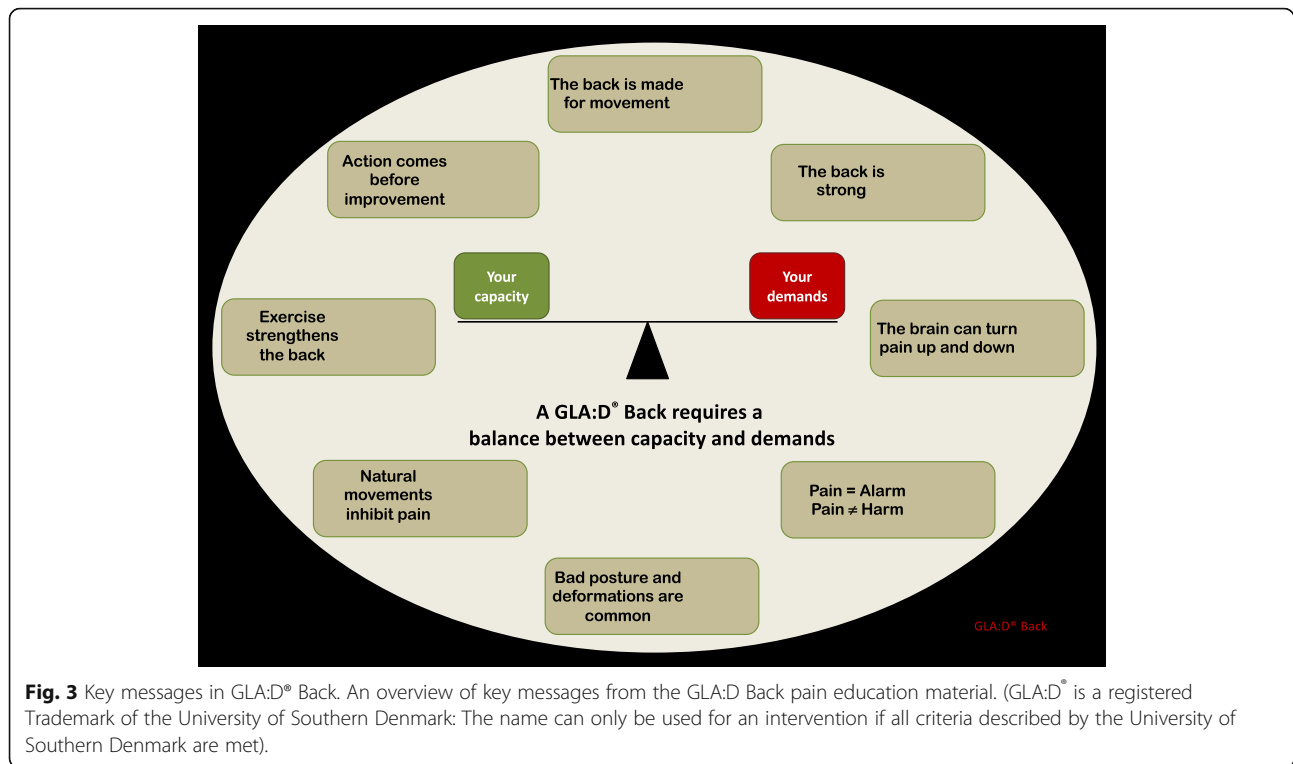 The back is made
for movement
Action comes
before
improvement
The back is
strong
Your
capacity
Your
demands
Exercise
strengthens
the back
The brain can turn
pain up and down
A GLA:D® Back requires a
balance between capacity and demands
Natural
movements
inhibit pain
Pain = Alarm
Pain ≠ Harm
Bad posture and
deformations are
common
GLA:D® Back
Fig. 3 Key messages in GLA:D® Back. An overview of key messages from the GLA:D Back pain education material. (GLA:D® is a registered
Trademark of the University of Southern Denmark: The name can only be used for an intervention if all criteria described by the University of
Southern Denmark are met).